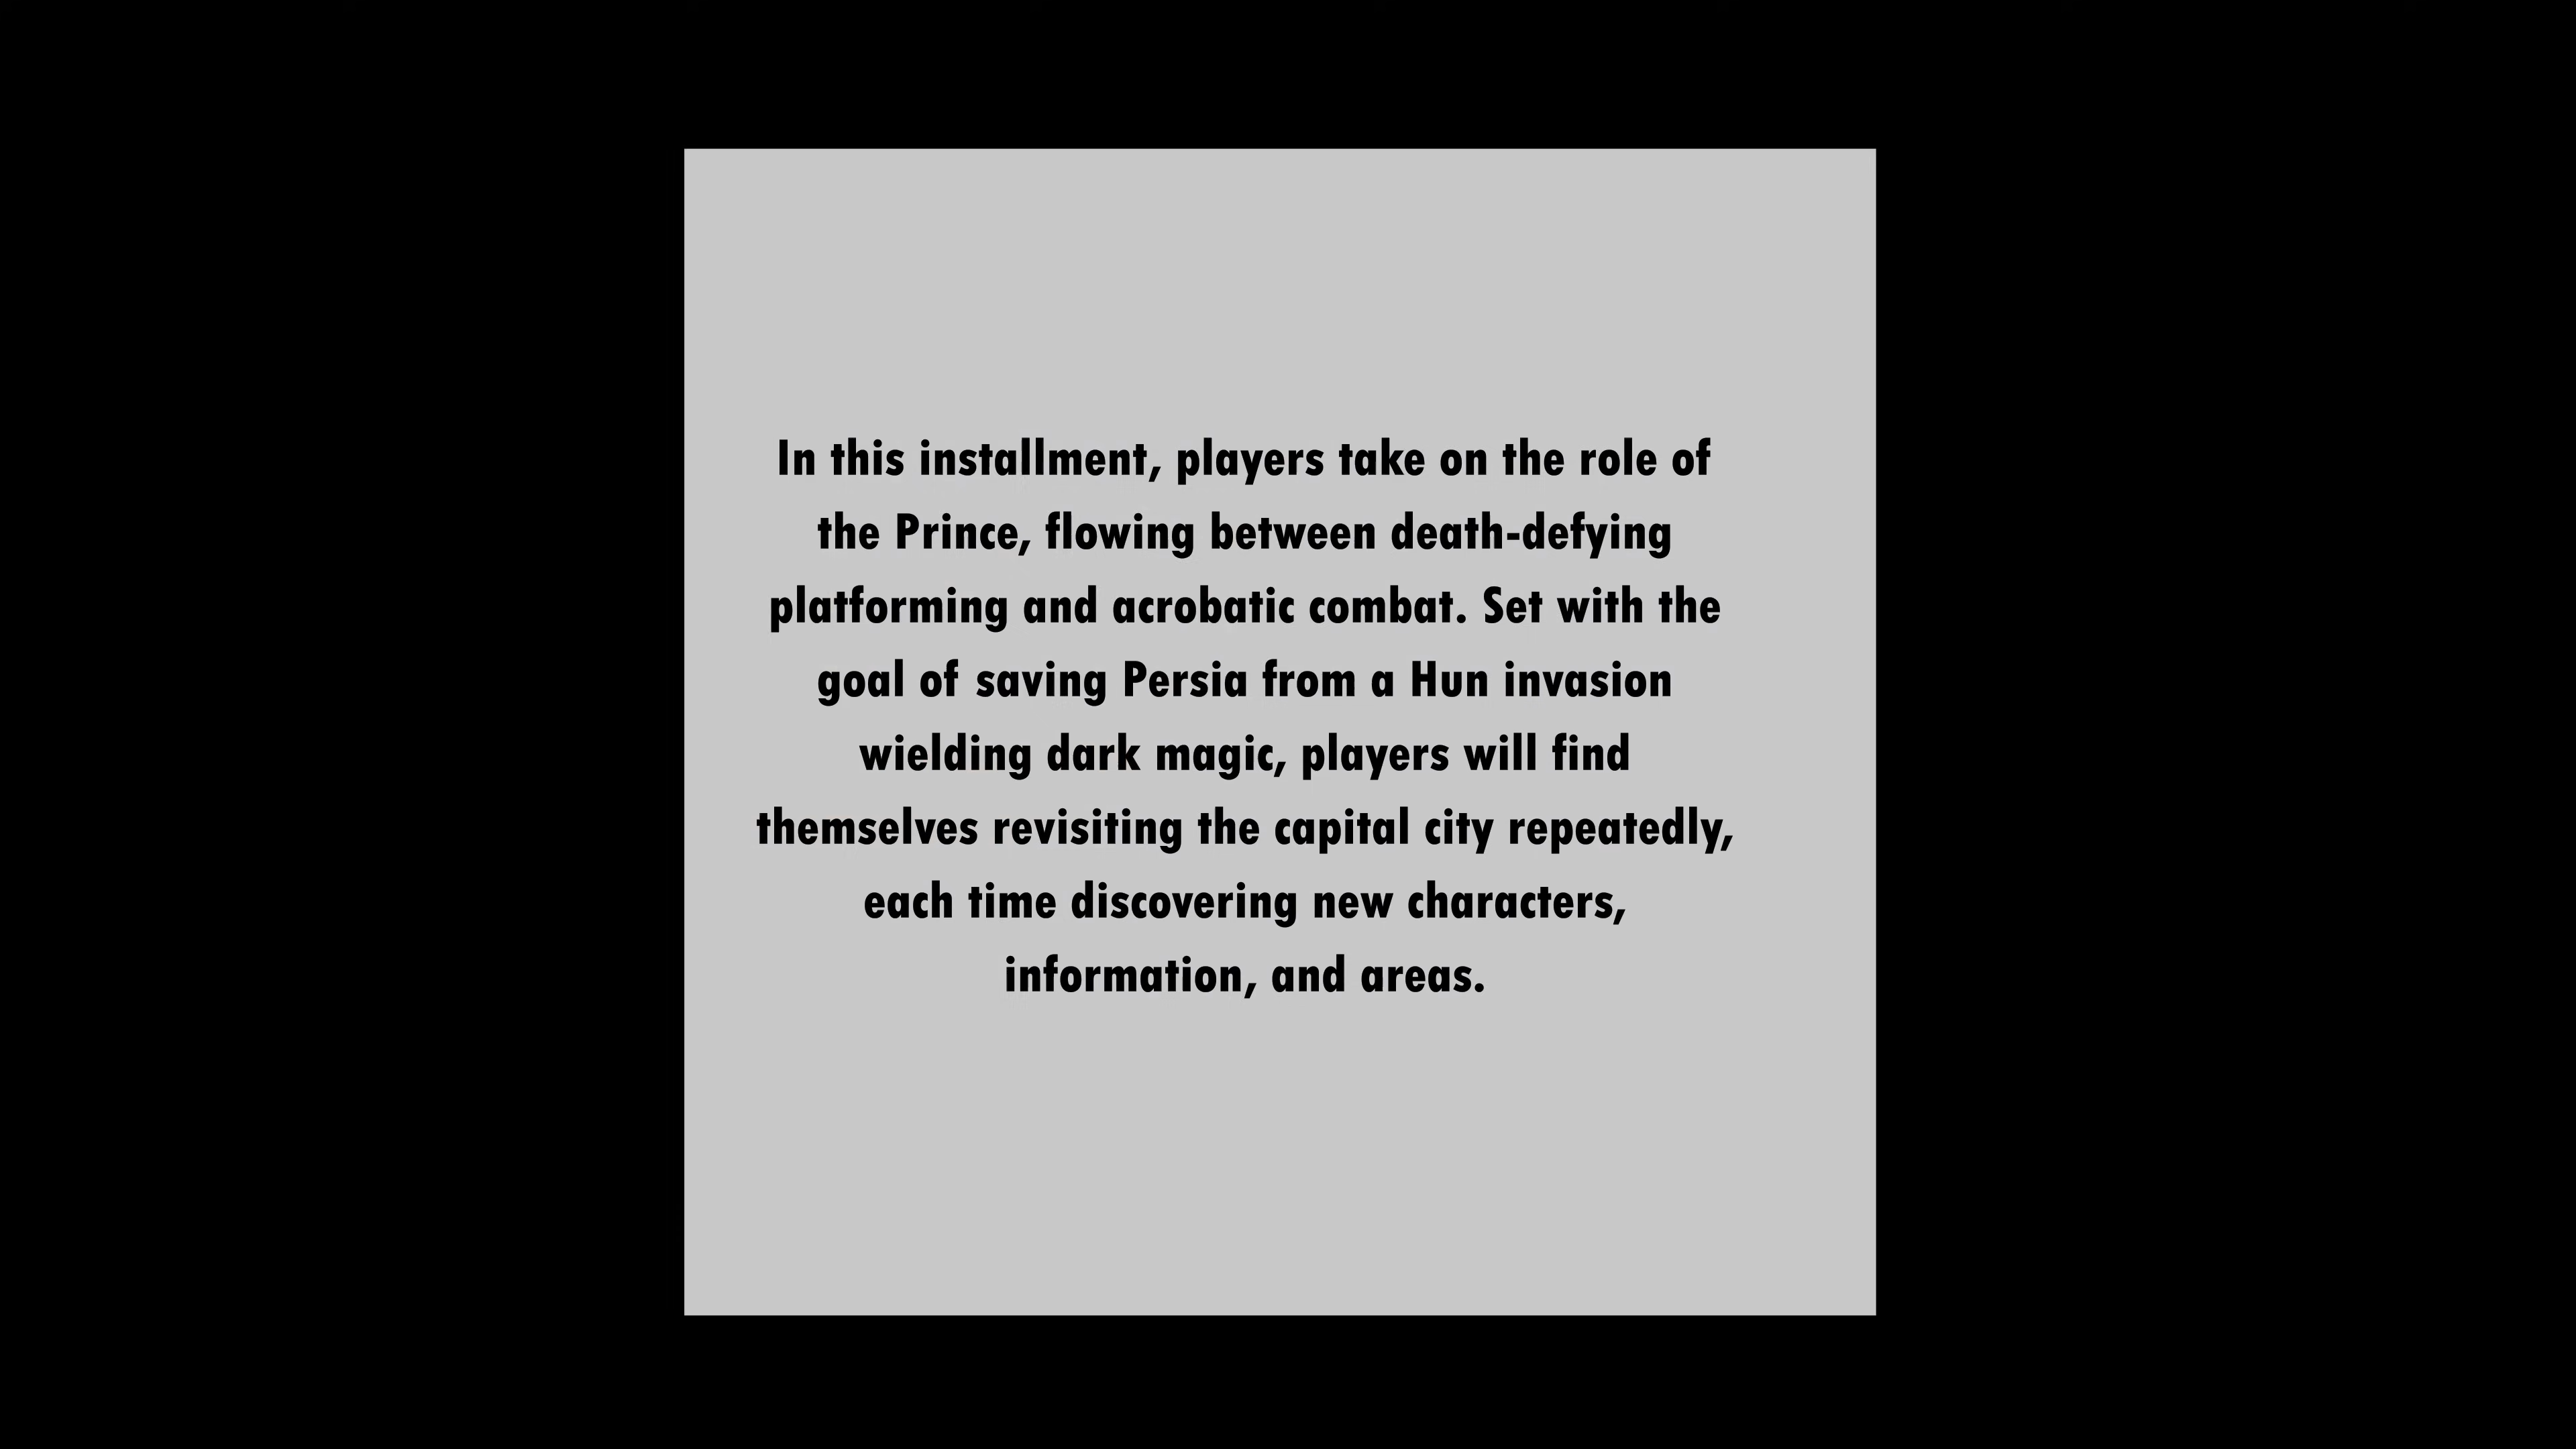 In this installment, players take on the role of
the Prince, flowing between death-defying
platforming and acrobatic combat. Set with the
goal of saving Persia from a Hun invasion
wielding dark magic, players will find
themselves revisiting the capital city repeatedly,
each time discovering new characters,
information, and areas.